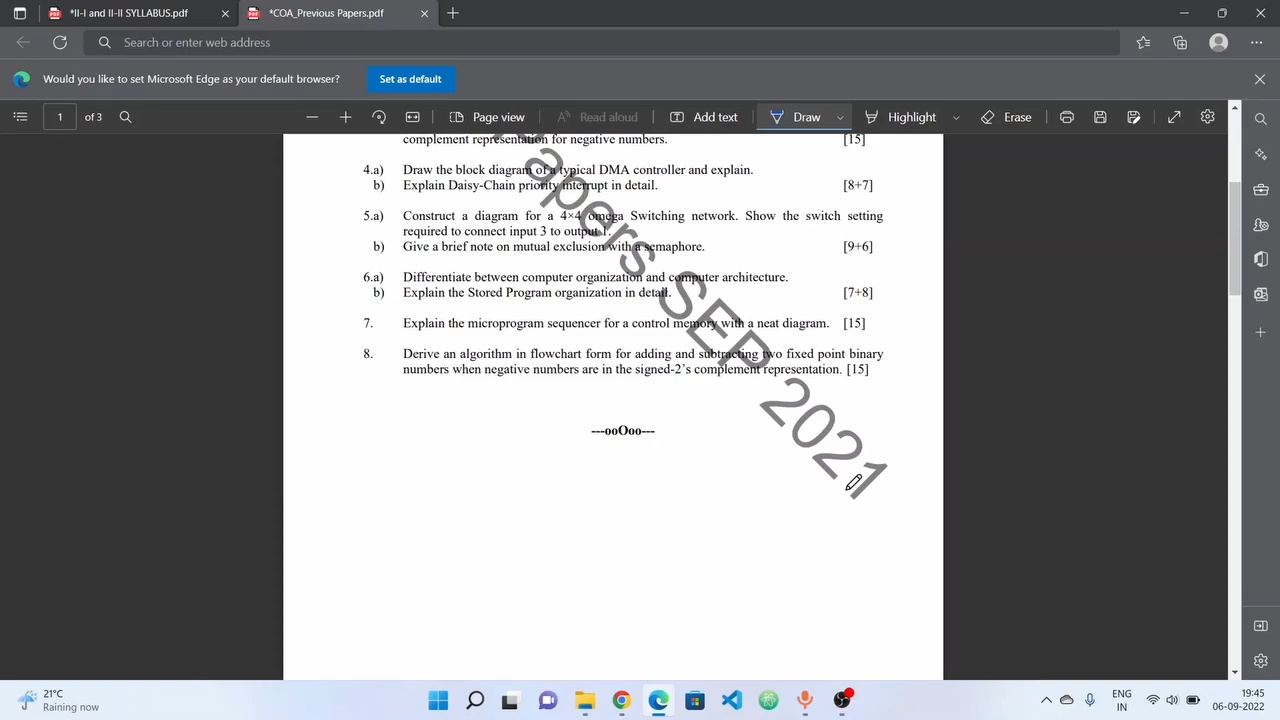 *II-I and II-II SYLLABUS.pdf
*COA_Previous Papers.pdf
Search or enter web address
Would you like to set Microsoft Edge as your default browser?
Set as default
1 of 3
Page view
Read aloud
Add text
Draw
Highlight
Erase
complement representation for negative numbers. [15]
4.a) Draw the block diagram of a typical DMA controller and explain.
b) Explain Daisy-Chain priority interrupt in detail. [8+7]
5.a) Construct a diagram for a 4×4 omega Switching network. Show the switch setting
required to connect input 3 to output 1.
b) Give a brief note on mutual exclusion with a semaphore. [9+6]
6.a) Differentiate between computer organization and computer architecture.
b) Explain the Stored Program organization in detail. [7+8]
7. Explain the microprogram sequencer for a control memory with a neat diagram. [15]
8. Derive an algorithm in flowchart form for adding and subtracting two fixed point binary
numbers when negative numbers are in the signed-2's complement representation. [15]
---ooOoo---
apers SEP 2021
21°C
Raining now
ENG
IN
19:45
06-09-2022